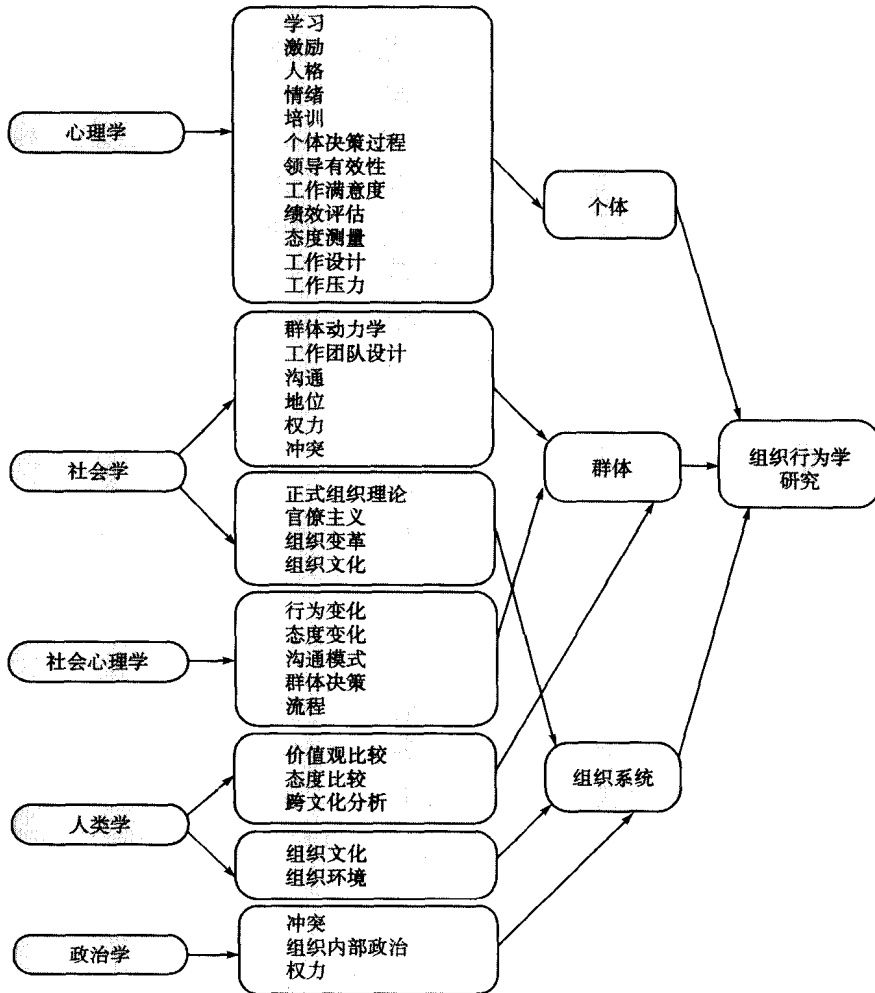 心理学
学习
激励
人格
情绪
培训
个体决策过程
领导有效性
工作满意度
绩效评估
态度测量
工作设计
工作压力
个体
社会学
群体动力学
工作团队设计
沟通
地位
权力
冲突
正式组织理论
官僚主义
组织变革
组织文化
群体
组织行为学
研究
社会心理学
行为变化
态度变化
沟通模式
群体决策
流程
人类学
价值观比较
态度比较
跨文化分析
组织文化
组织环境
组织系统
政治学
冲突
组织内部政治
权力